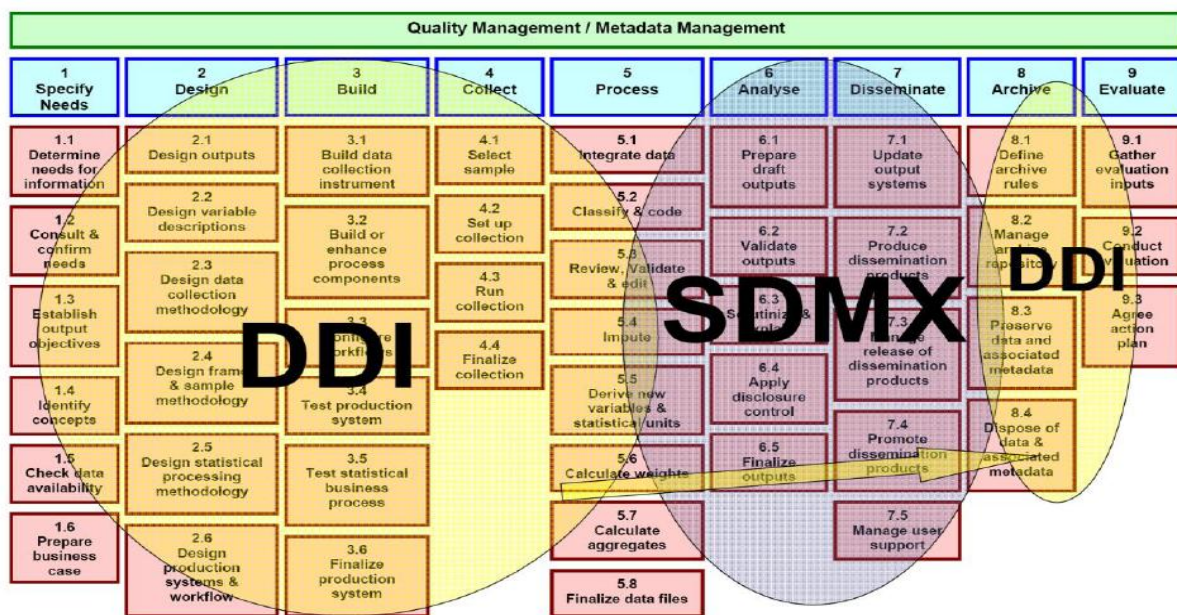 Quality Management / Metadata Management
1
Specify
Needs
2
Design
3
Build
4
Collect
5
Process
6
Analyse
7
Disseminate
8
Archive
9
Evaluate
1.1
Determine
needs for
information
1.2
Consult &
confirm
needs
1.3
Establish
output
objectives
1.4
Identify
concepts
1.5
Check data
availability
1.6
Prepare
business
case
2.1
Design outputs
2.2
Design variable
descriptions
2.3
Design data
collection
methodology
2.4
Design frame
& sample
methodology
2.5
Design statistical
processing
methodology
2.6
Design
production
systems &
workflow
3.1
Build data
collection
instrument
3.2
Build or
enhance
process
components
3.3
3.4
Test production
system
3.5
Test statistical
business
process
3.6
Finalize
production
system
4.1
Select
sample
4.2
Set up
collection
4.3
Run
collection
4.4
Finalize
collection
5.1
Integrate data
5.2
Classify & code
5.3
Review, Validate
& edit
5.4
Impute
5.5
Derive new
variables &
statistical units
5.6
Calculate weights
5.7
Calculate
aggregates
5.8
Finalize data files
6.1
Prepare
draft
outputs
6.2
Validate
outputs
6.3
6.4
Apply
disclosure
control
6.5
Finalize
outputs
7.1
Update
output
systems
7.2
Produce
dissemination
products
7.3
release of
dissemination
products
7.4
Promote
dissemination
products
7.5
Manage user
support
8.1
Define
archive
rules
8.2
Manage
repository
8.3
Preserve
data and
associated
metadata
8.4
Dispose of
data &
associated
metadata
9.1
Gather
evaluation
inputs
9.2
Conduct
evaluation
9.3
Agree
action
plan
DDI
SDMX
DDI